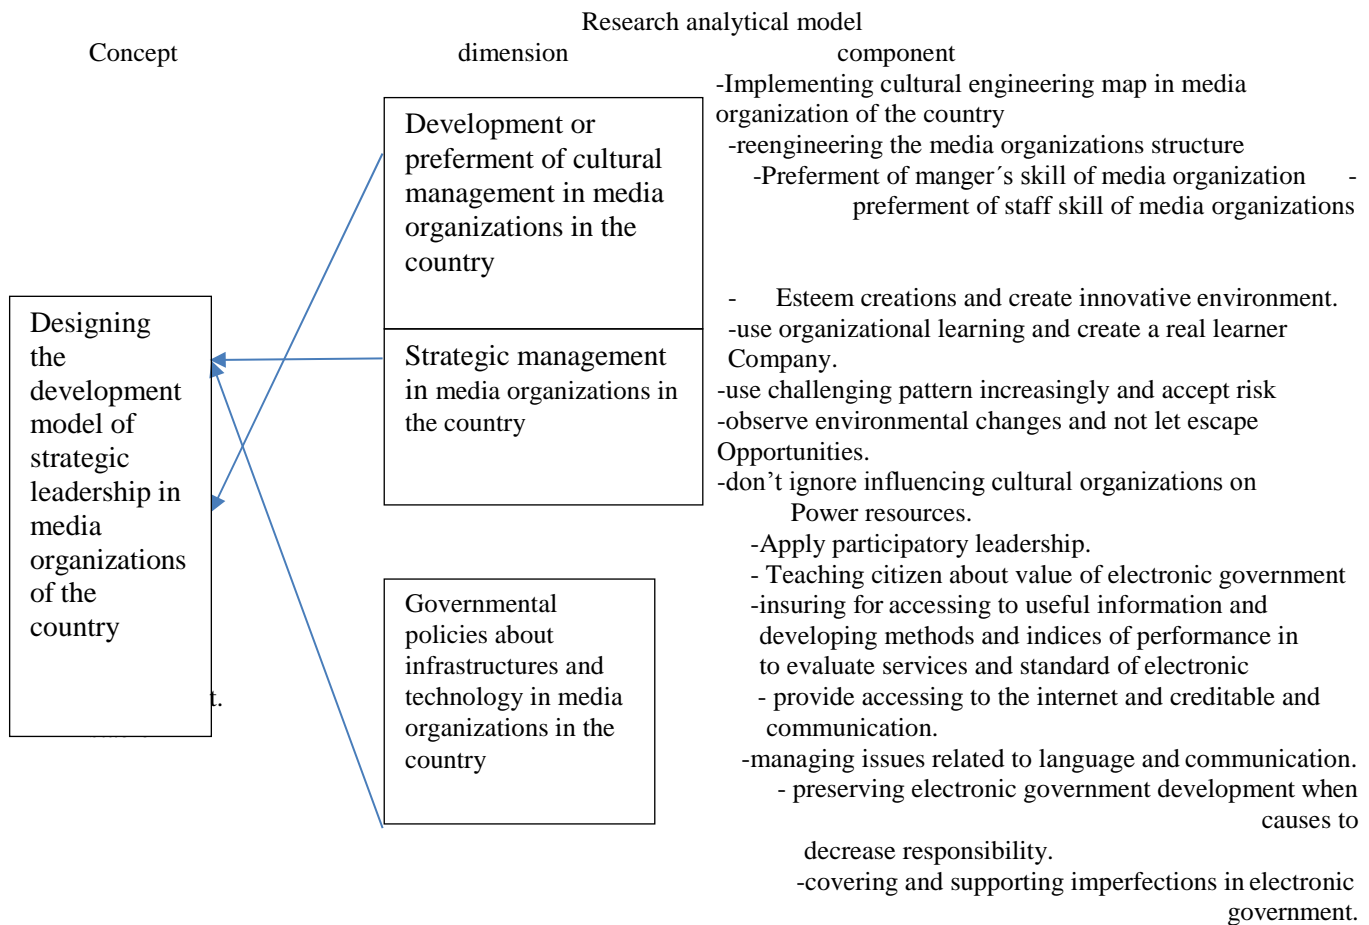 Research analytical model
Concept dimension component
Designing
the
development
model of
strategic
leadership in
media
organizations
of the
country
t.
Development or
preferment of cultural
management in media
organizations in the
country
Strategic management
in media organizations in
the country
Governmental
policies about
infrastructures and
technology in media
organizations in the
country
-Implementing cultural engineering map in media
organization of the country
-reengineering the media organizations structure
-Preferment of manger´s skill of media organization -
preferment of staff skill of media organizations
- Esteem creations and create innovative environment.
-use organizational learning and create a real learner
Company.
-use challenging pattern increasingly and accept risk
-observe environmental changes and not let escape
Opportunities.
-don’t ignore influencing cultural organizations on
Power resources.
-Apply participatory leadership.
- Teaching citizen about value of electronic government
-insuring for accessing to useful information and
developing methods and indices of performance in
to evaluate services and standard of electronic
- provide accessing to the internet and creditable and
communication.
-managing issues related to language and communication.
- preserving electronic government development when
causes to
decrease responsibility.
-covering and supporting imperfections in electronic
government.